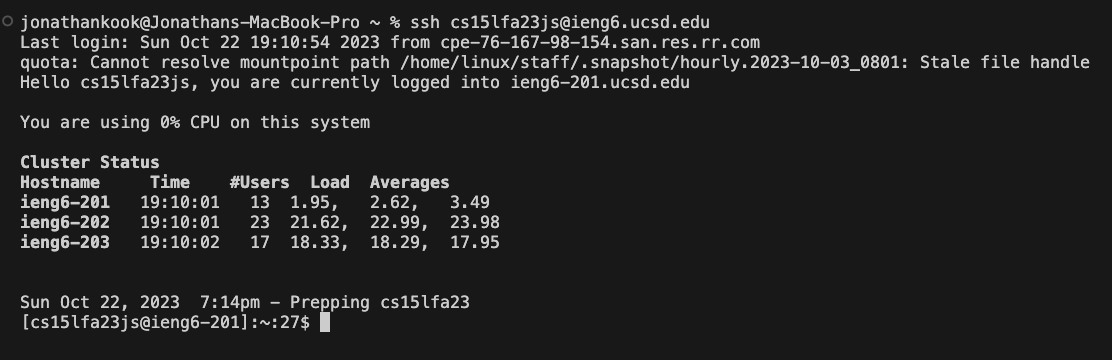 jonathankook@Jonathans-MacBook-Pro ~ % ssh cs15lfa23js@ieng6.ucsd.edu
Last login: Sun Oct 22 19:10:54 2023 from cpe-76-167-98-154.san.res.rr.com
quota: Cannot resolve mountpoint path /home/linux/staff/.snapshot/hourly.2023-10-03_0801: Stale file handle
Hello cs15lfa23js, you are currently logged into ieng6-201.ucsd.edu
You are using 0% CPU on this system
Cluster Status
Hostname     Time    #Users  Load  Averages
ieng6-201   19:10:01   13  1.95,   2.62,   3.49
ieng6-202   19:10:01   23  21.62,  22.99,  23.98
ieng6-203   19:10:02   17  18.33,  18.29,  17.95
Sun Oct 22, 2023  7:14pm - Prepping cs15lfa23
[cs15lfa23js@ieng6-201]:~:27$